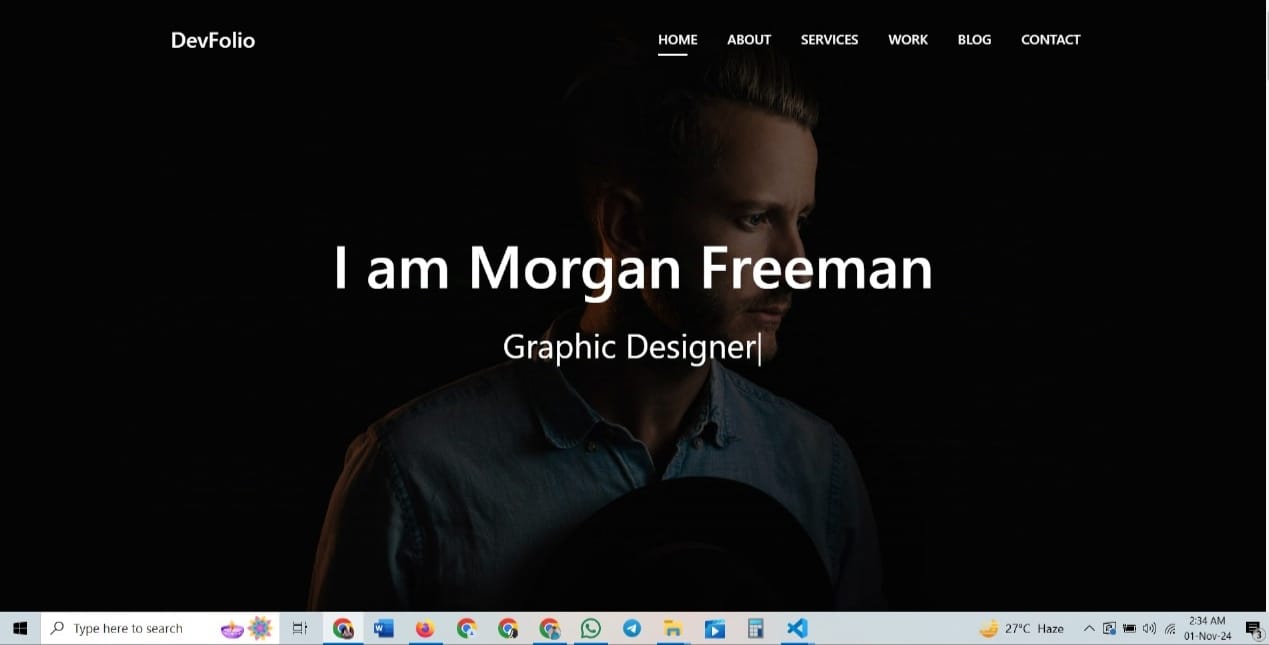 DevFolio
HOME ABOUT SERVICES WORK BLOG CONTACT
I am Morgan Freeman
Graphic Designer|
Type here to search
27°C Haze
2:34 AM
01-Nov-24
3